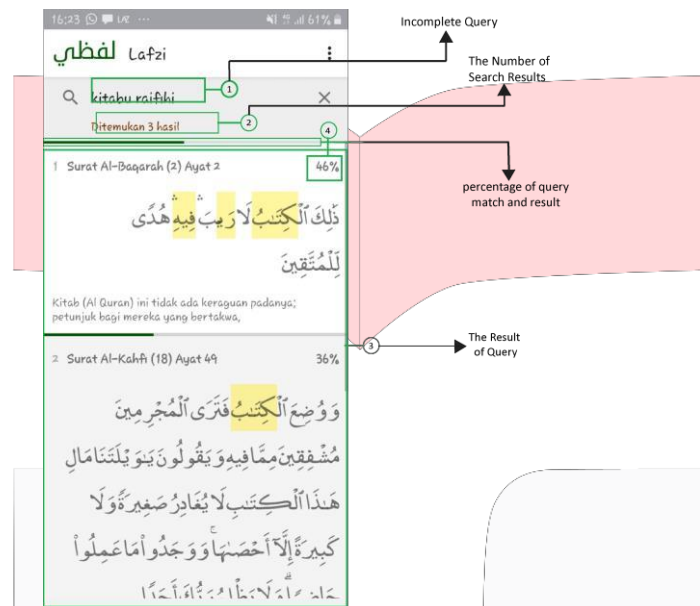 16:23 ... 61%
Incomplete Query
لفظي Lafzi
The Number of
Search Results
kitabu raifihi
1
Ditemukan 3 hasil
2
4
1 Surat Al-Baqarah (2) Ayat 2 46%
percentage of query
match and result
ذَٰلِكَ ٱلْكِتَٰبُ لَا رَيْبَ ۛ فِيهِ ۛ هُدًى
لِّلْمُتَّقِينَ
Kitab (Al Quran) ini tidak ada keraguan padanya;
petunjuk bagi mereka yang bertakwa,
The Result
of Query
3
2 Surat Al-Kahfi (18) Ayat 49 36%
وَوُضِعَ ٱلْكِتَٰبُ فَتَرَى ٱلْمُجْرِمِينَ
مُشْفِقِينَ مِمَّا فِيهِ وَيَقُولُونَ يَٰوَيْلَتَنَا مَالِ
هَٰذَا ٱلْكِتَٰبِ لَا يُغَادِرُ صَغِيرَةً وَلَا
كَبِيرَةً إِلَّآ أَحْصَىٰهَا ۚ وَوَجَدُوا۟ مَا عَمِلُوا۟